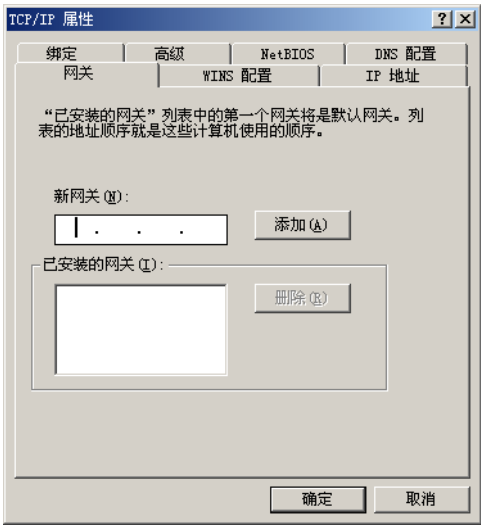 TCP/IP 属性
绑定 高级 NetBIOS DNS 配置
网关 WINS 配置 IP 地址
“已安装的网关”列表中的第一个网关将是默认网关。列
表的地址顺序就是这些计算机使用的顺序。
新网关(N):
. . .
添加(A)
已安装的网关(I):
删除(R)
确定 取消